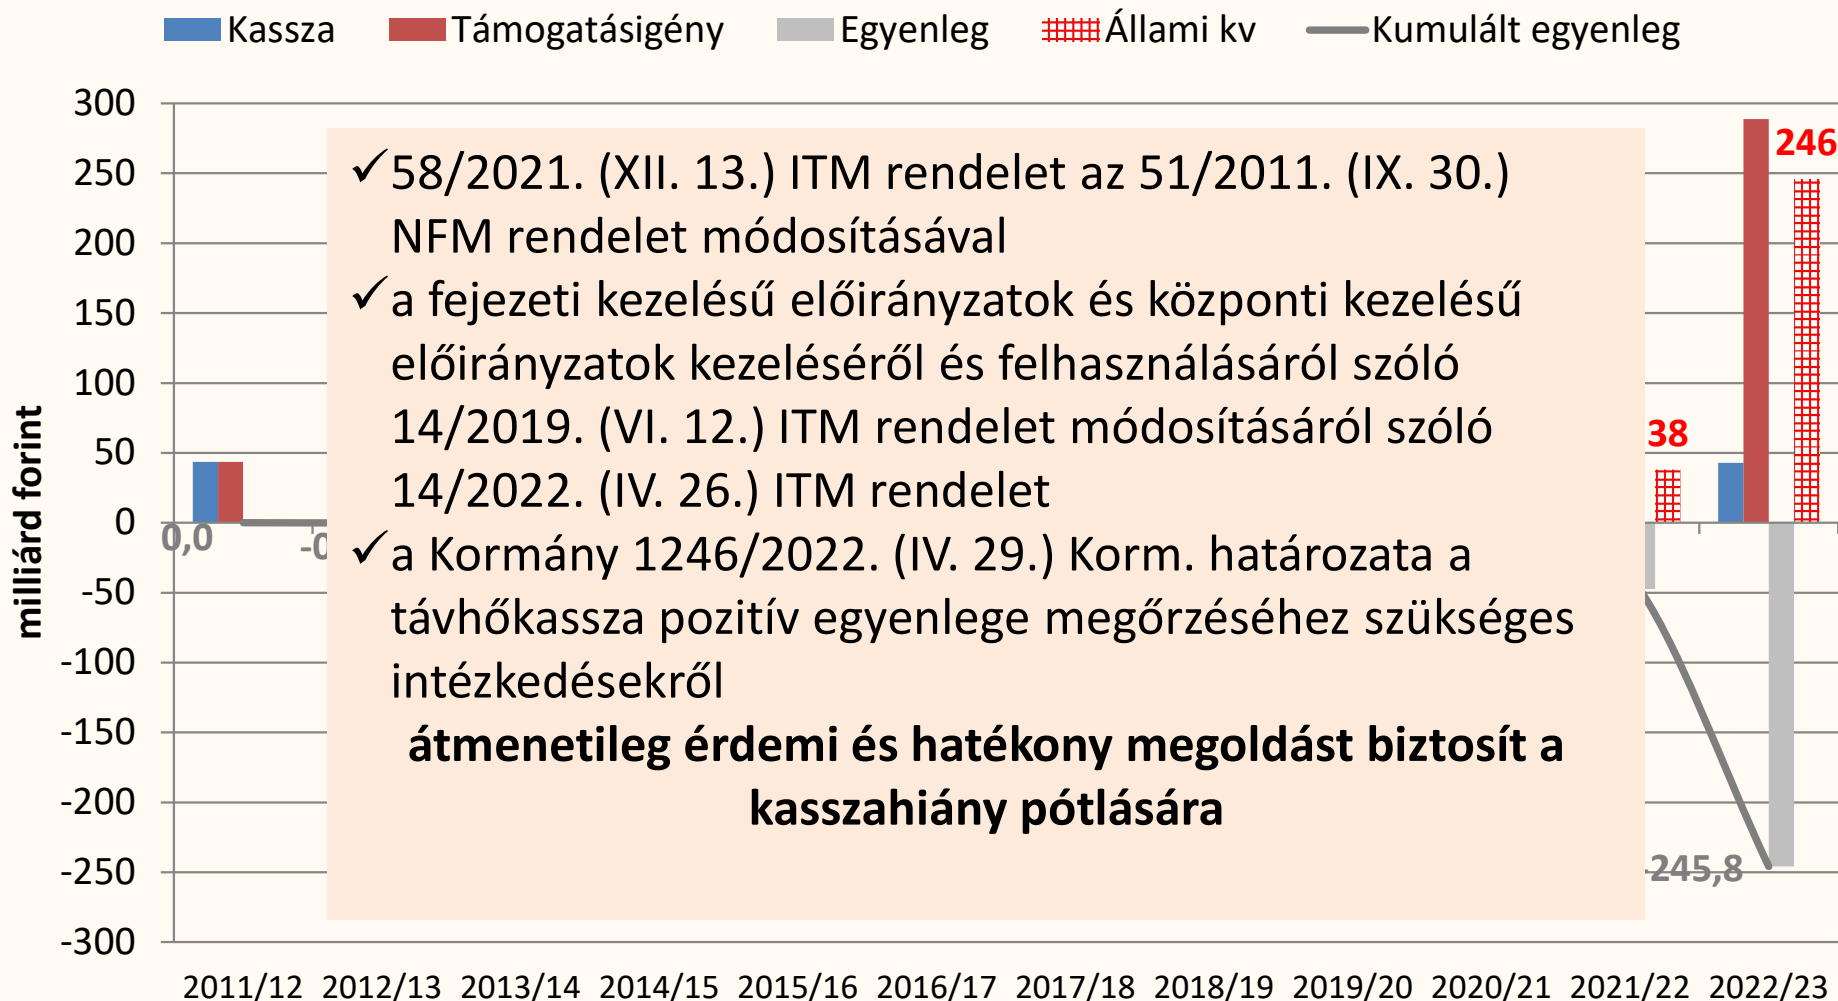 Kassza Támogatásigény Egyenleg Állami kv Kumulált egyenleg
milliárd forint
300
250
200
150
100
50
0
-50
-100
-150
-200
-250
-300
246
38
0,0
-0
245,8
✓58/2021. (XII. 13.) ITM rendelet az 51/2011. (IX. 30.)
NFM rendelet módosításával
✓a fejezeti kezelésű előirányzatok és központi kezelésű
előirányzatok kezeléséről és felhasználásáról szóló
14/2019. (VI. 12.) ITM rendelet módosításáról szóló
14/2022. (IV. 26.) ITM rendelet
✓a Kormány 1246/2022. (IV. 29.) Korm. határozata a
távhőkassza pozitív egyenlege megőrzéséhez szükséges
intézkedésekről
átmenetileg érdemi és hatékony megoldást biztosít a
kasszahiány pótlására
2011/12 2012/13 2013/14 2014/15 2015/16 2016/17 2017/18 2018/19 2019/20 2020/21 2021/22 2022/23